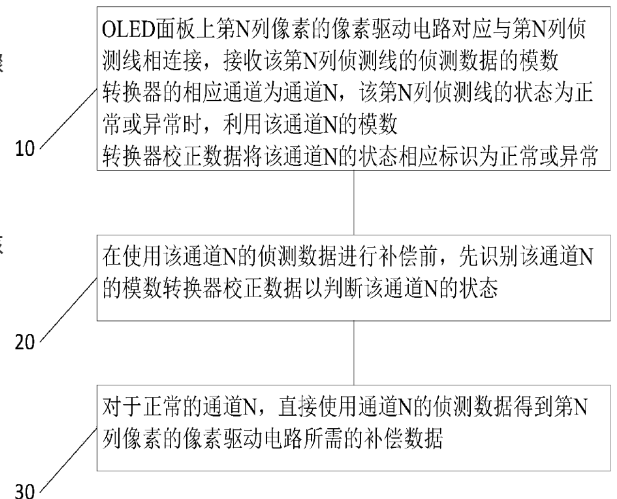 OLED面板上第N列像素的像素驱动电路对应与第N列侦
测线相连接，接收该第N列侦测线的侦测数据的模数
转换器的相应通道为通道N，该第N列侦测线的状态为正
常或异常时，利用该通道N的模数
转换器校正数据将该通道N的状态相应标识为正常或异常
10
在使用该通道N的侦测数据进行补偿前，先识别该通道N
的模数转换器校正数据以判断该通道N的状态
20
对于正常的通道N，直接使用通道N的侦测数据得到第N
列像素的像素驱动电路所需的补偿数据
30